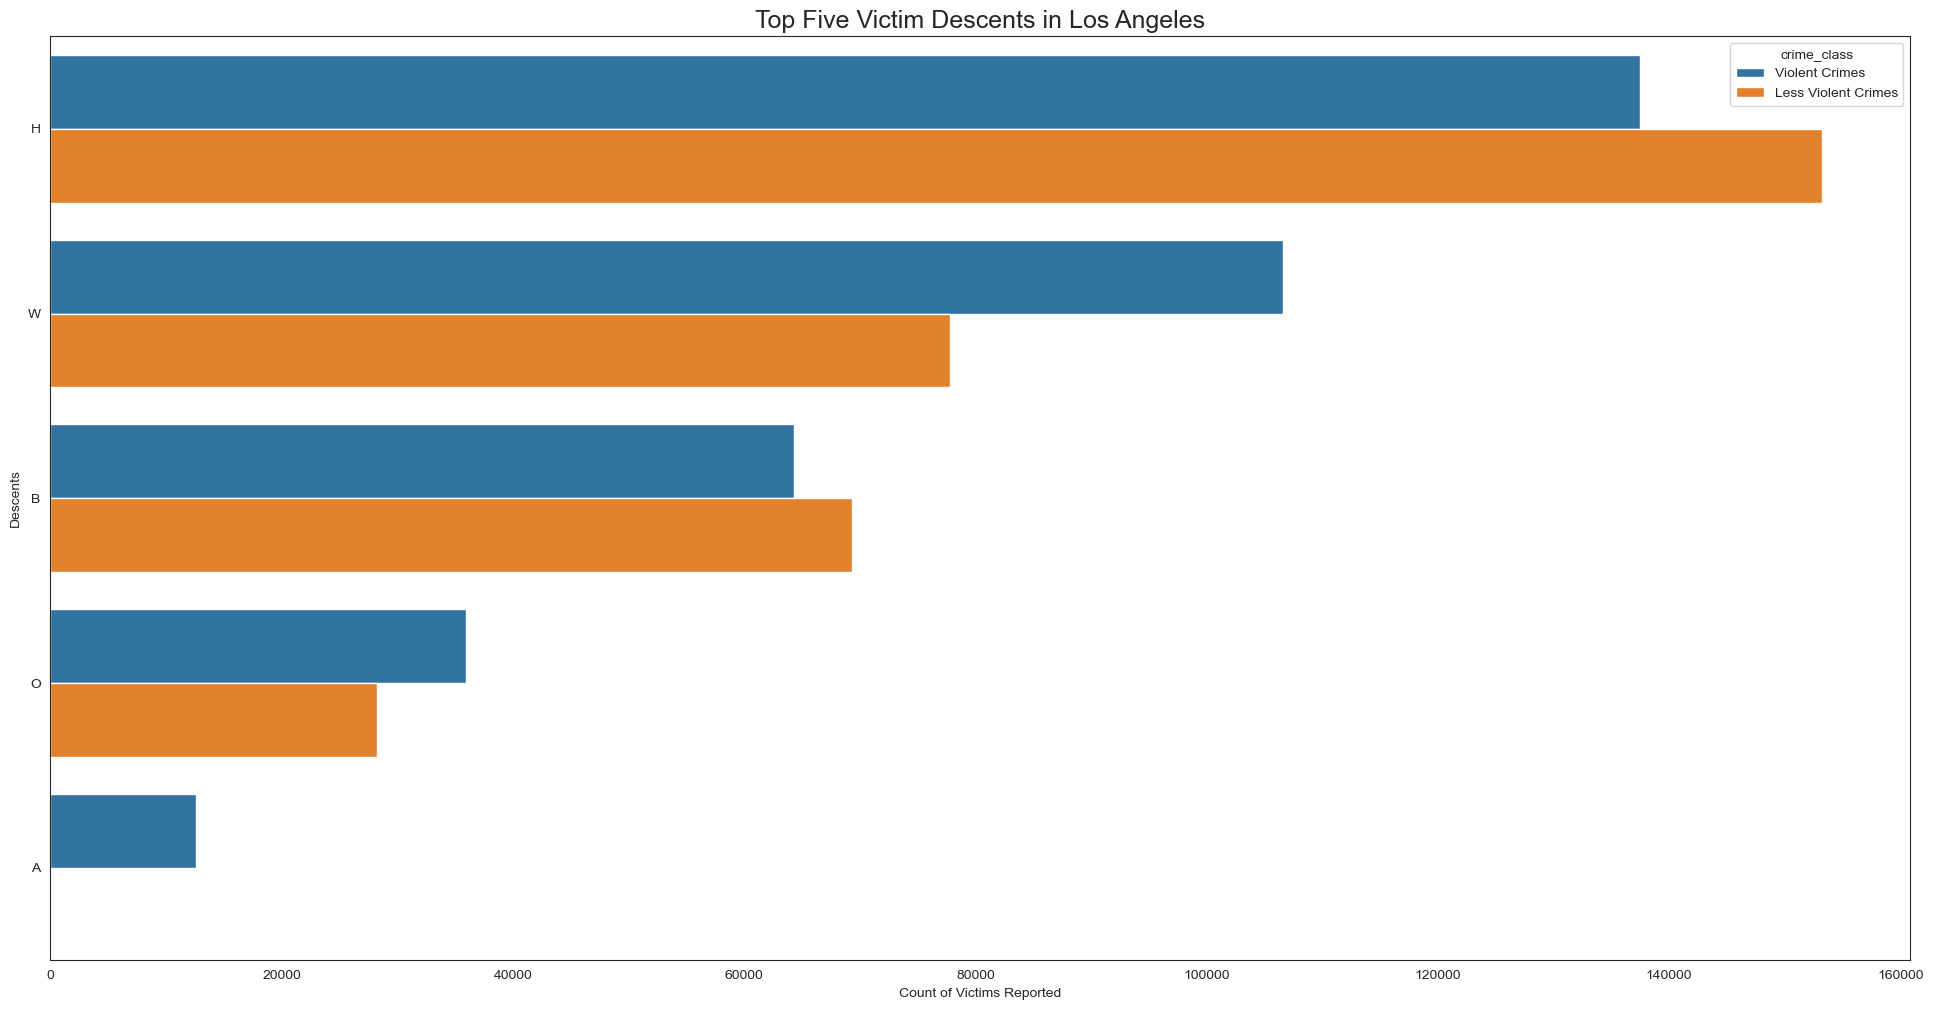 Top Five Victim Descents in Los Angeles
crime_class
Violent Crimes
Less Violent Crimes
H
W
B
O
A
Descents
0 20000 40000 60000 80000 100000 120000 140000 160000
Count of Victims Reported